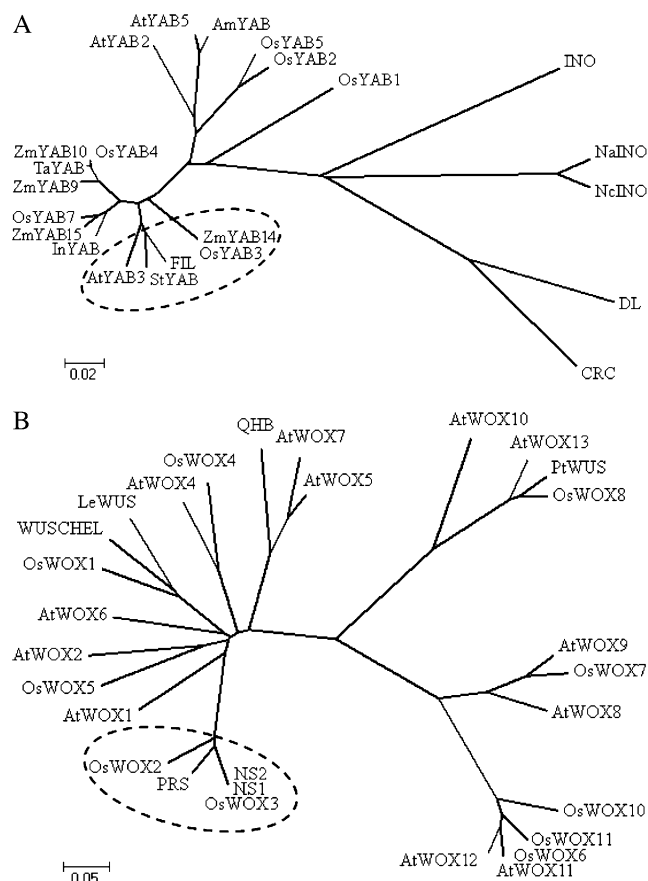 A
AtYAB5
AmYAB
AtYAB2
OsYAB5
OsYAB2
OsYAB1
INO
ZmYAB10 OsYAB4
TaYAB
ZmYAB9
NaINO
NcINO
OsYAB7
ZmYAB15
InYAB
ZmYAB14
OsYAB3
FIL
AtYAB3
StYAB
DL
CRC
0.02
B
QHB
AtWOX7
AtWOX10
AtWOX13
OsWOX4
PtWUS
AtWOX4
AtWOX5
OsWOX8
LeWUS
WUSCHEL
OsWOX1
AtWOX6
AtWOX2
AtWOX9
OsWOX7
OsWOX5
AtWOX1
AtWOX8
OsWOX2
PRS
NS2
NS1
OsWOX3
OsWOX10
OsWOX11
OsWOX6
AtWOX12
AtWOX11
0.05